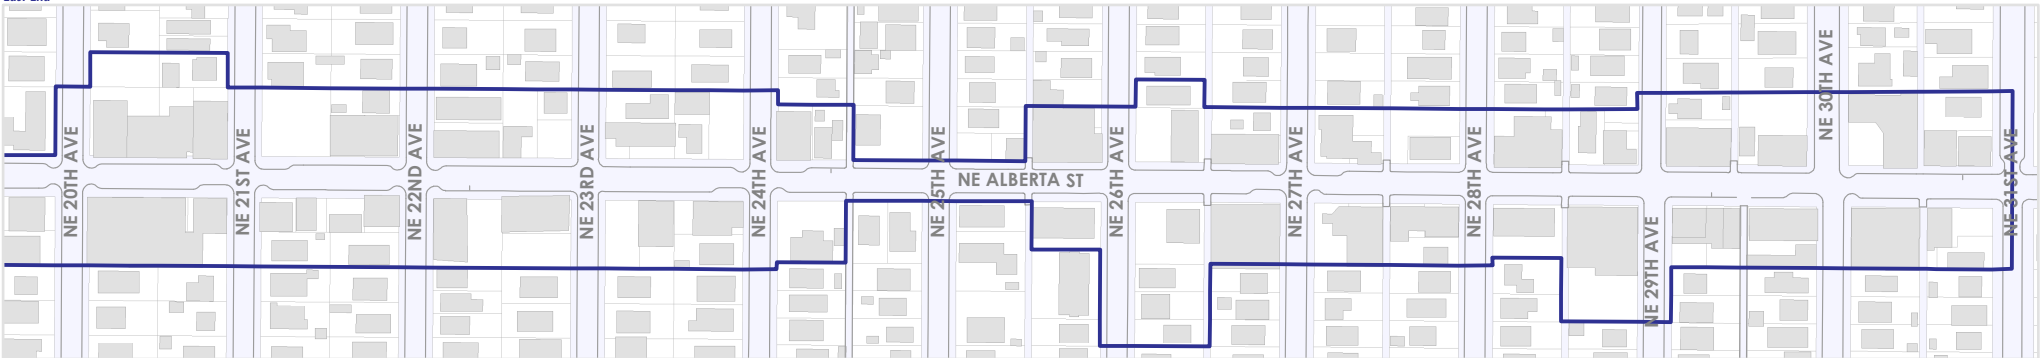 East End
NE 20TH AVE
NE 21ST AVE
NE 22ND AVE
NE 23RD AVE
NE 24TH AVE
NE 25TH AVE
NE ALBERTA ST
NE 26TH AVE
NE 27TH AVE
NE 28TH AVE
NE 29TH AVE
NE 30TH AVE
NE 31ST AVE